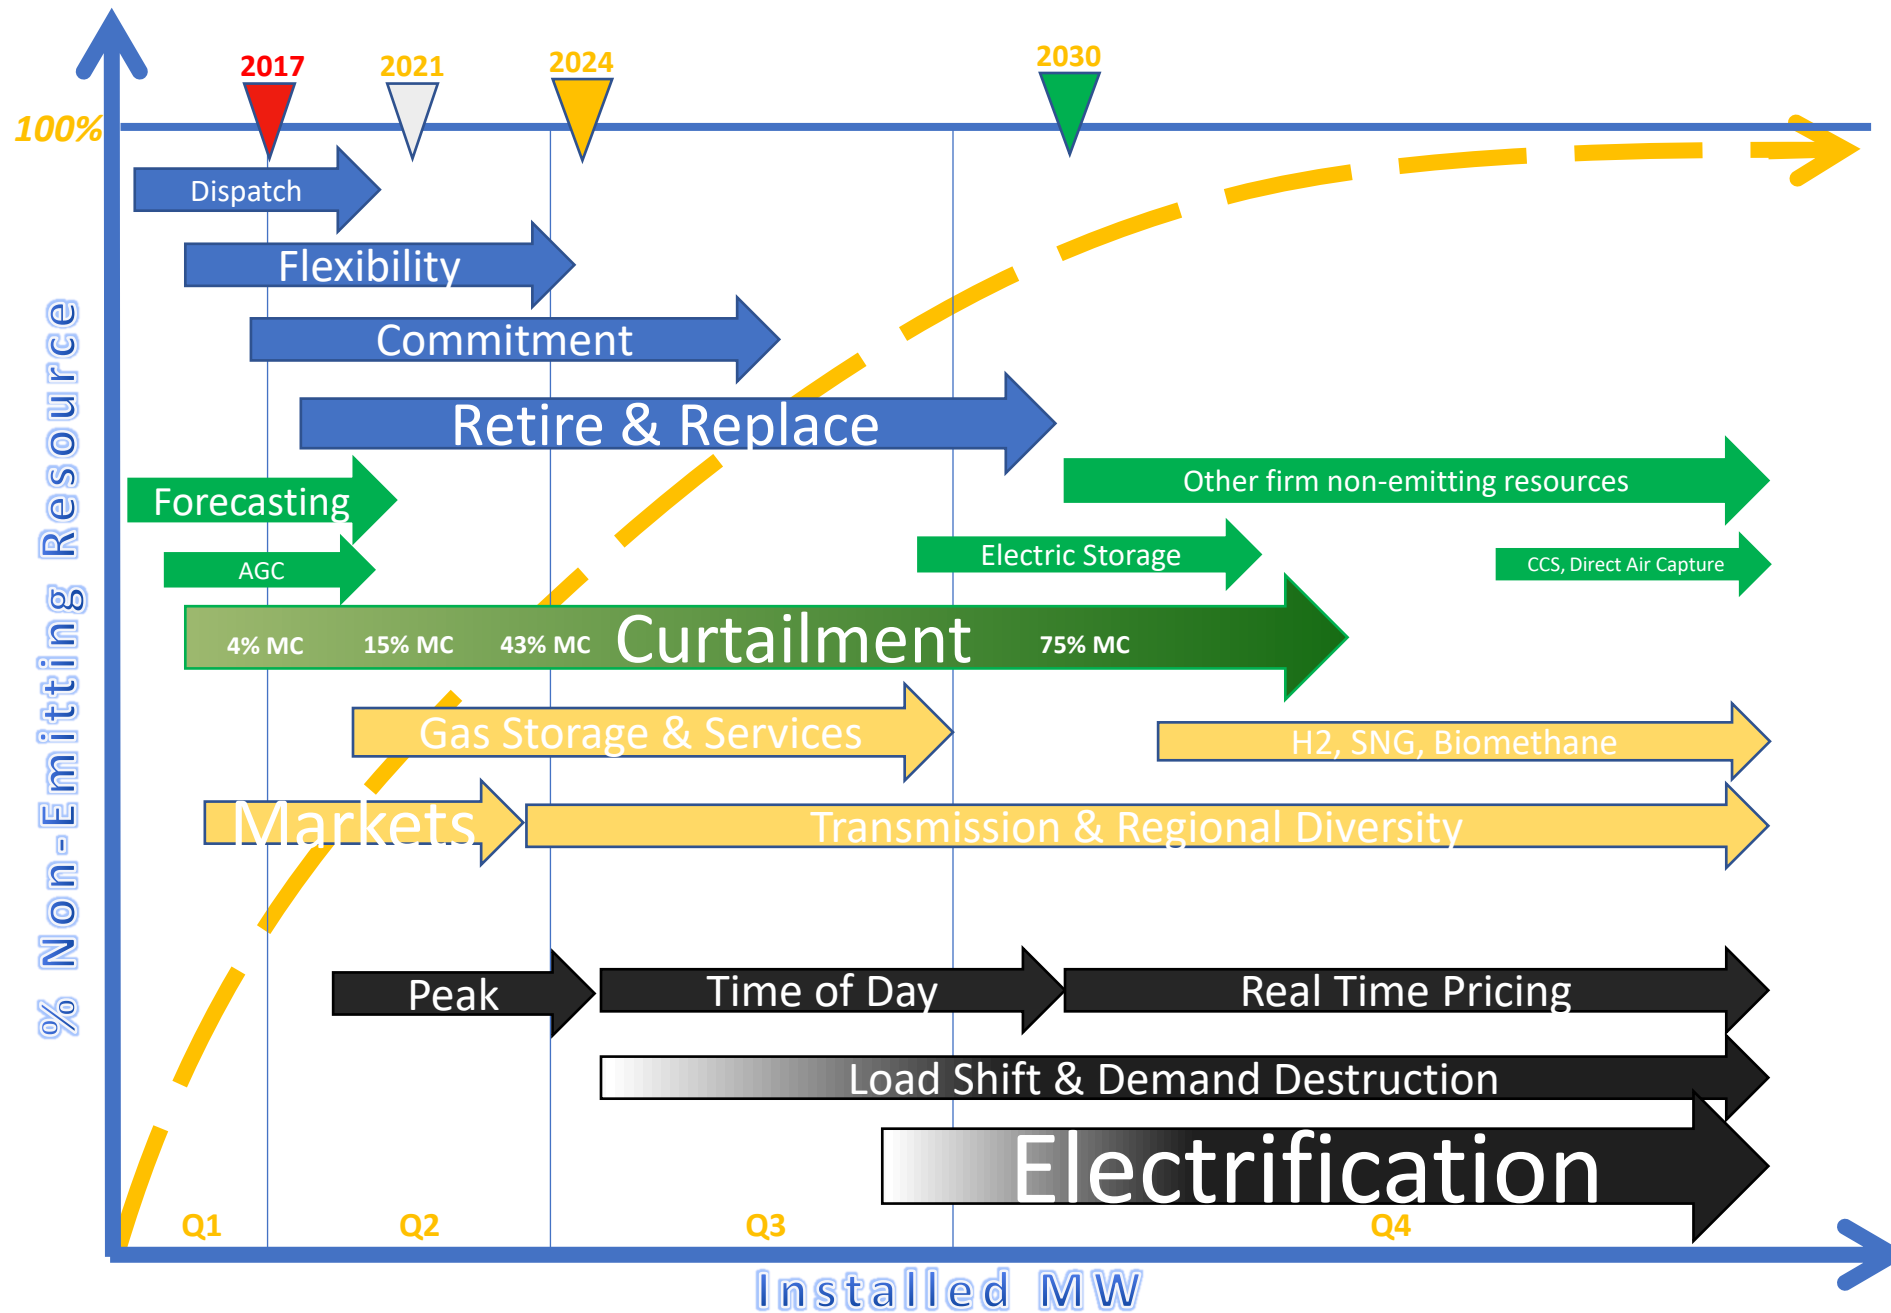 2017
2021
2024
2030
100%
Dispatch
Flexibility
Commitment
Retire & Replace
Forecasting
Other firm non-emitting resources
AGC
Electric Storage
CCS, Direct Air Capture
4% MC
15% MC
43% MC
Curtailment
75% MC
Gas Storage & Services
H2, SNG, Biomethane
Markets
Transmission & Regional Diversity
Peak
Time of Day
Real Time Pricing
Load Shift & Demand Destruction
Electrification
Q1
Q2
Q3
Q4
% Non-Emitting Resource
Installed MW